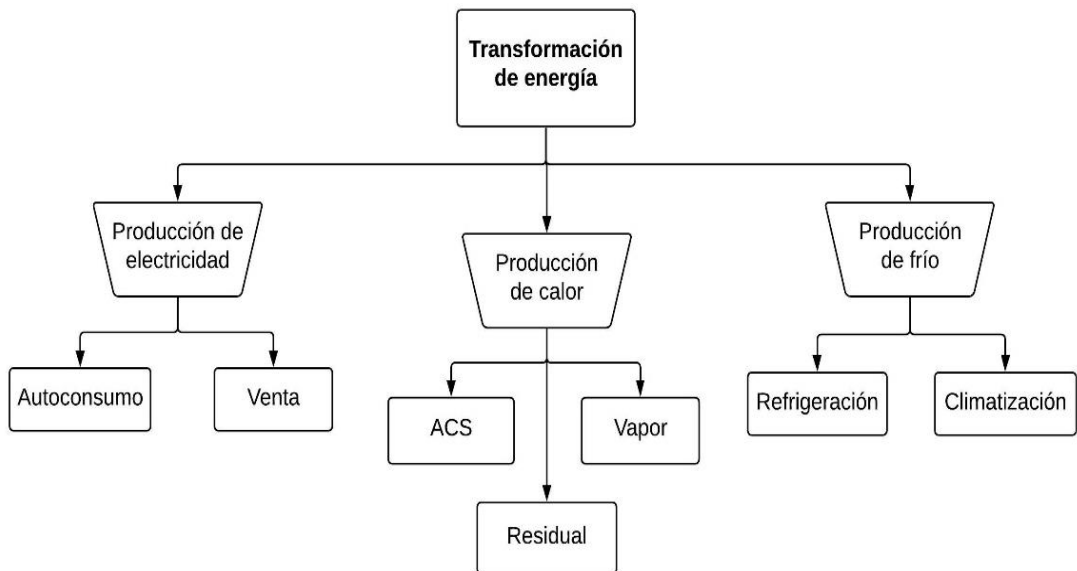 Transformación
de energía
Producción de
electricidad
Producción
de calor
Producción
de frío
Autoconsumo
Venta
ACS
Vapor
Residual
Refrigeración
Climatización